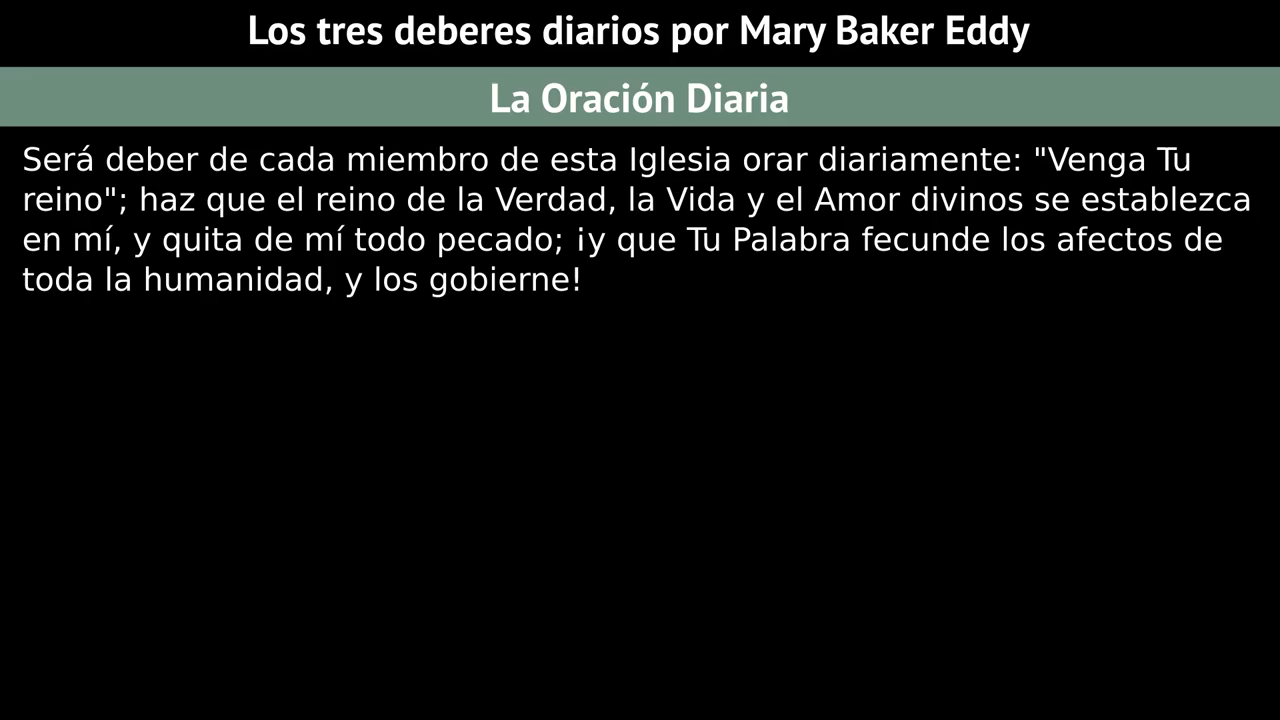 Los tres deberes diarios por Mary Baker Eddy
La Oración Diaria
Será deber de cada miembro de esta Iglesia orar diariamente: "Venga Tu
reino"; haz que el reino de la Verdad, la Vida y el Amor divinos se establezca
en mí, y quita de mí todo pecado; ¡y que Tu Palabra fecunde los afectos de
toda la humanidad, y los gobierne!